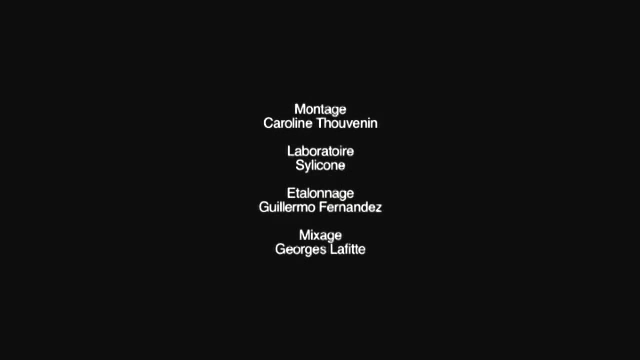 Montage
Caroline Thouvenin
Laboratoire
Sylicone
Etalonnage
Guillermo Fernandez
Mixage
Georges Lafitte